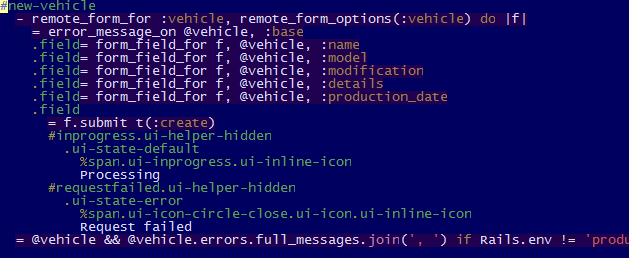 #new-vehicle
- remote_form_for :vehicle, remote_form_options(:vehicle) do |f|
= error_message_on @vehicle, :base
.field= form_field_for f, @vehicle, :name
.field= form_field_for f, @vehicle, :model
.field= form_field_for f, @vehicle, :modification
.field= form_field_for f, @vehicle, :details
.field= form_field_for f, @vehicle, :production_date
.field
= f.submit t(:create)
#inprogress.ui-helper-hidden
.ui-state-default
%span.ui-inprogress.ui-inline-icon
Processing
#requestfailed.ui-helper-hidden
.ui-state-error
%span.ui-icon-circle-close.ui-icon.ui-inline-icon
Request failed
= @vehicle && @vehicle.errors.full_messages.join(', ') if Rails.env != 'produ